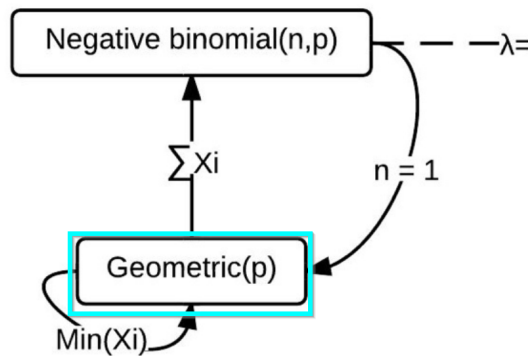 Negative binomial(n,p)
λ=
∑Xi
n = 1
Geometric(p)
Min(Xi)